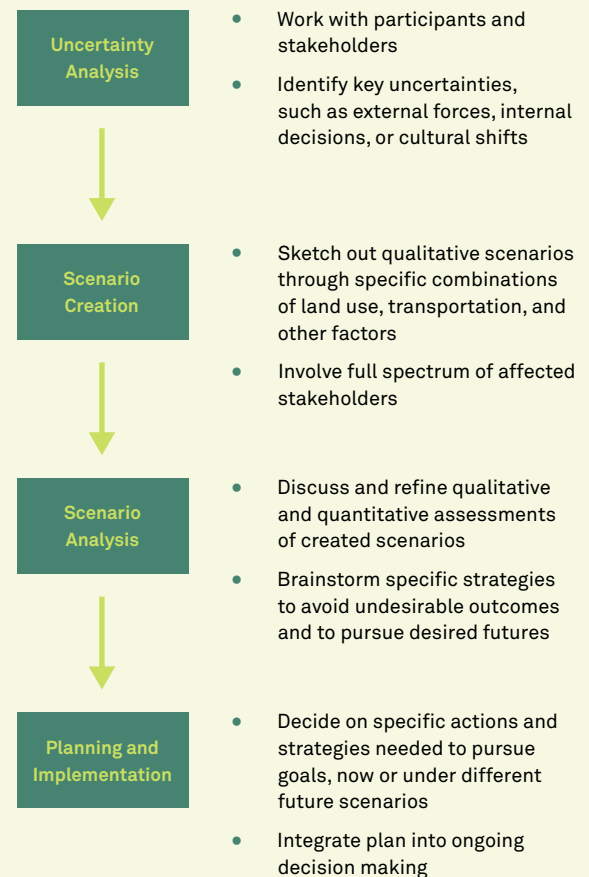 Uncertainty
Analysis
• Work with participants and
stakeholders
• Identify key uncertainties,
such as external forces, internal
decisions, or cultural shifts
Scenario
Creation
• Sketch out qualitative scenarios
through specific combinations
of land use, transportation, and
other factors
• Involve full spectrum of affected
stakeholders
Scenario
Analysis
• Discuss and refine qualitative
and quantitative assessments
of created scenarios
• Brainstorm specific strategies
to avoid undesirable outcomes
and to pursue desired futures
Planning and
Implementation
• Decide on specific actions and
strategies needed to pursue
goals, now or under different
future scenarios
• Integrate plan into ongoing
decision making